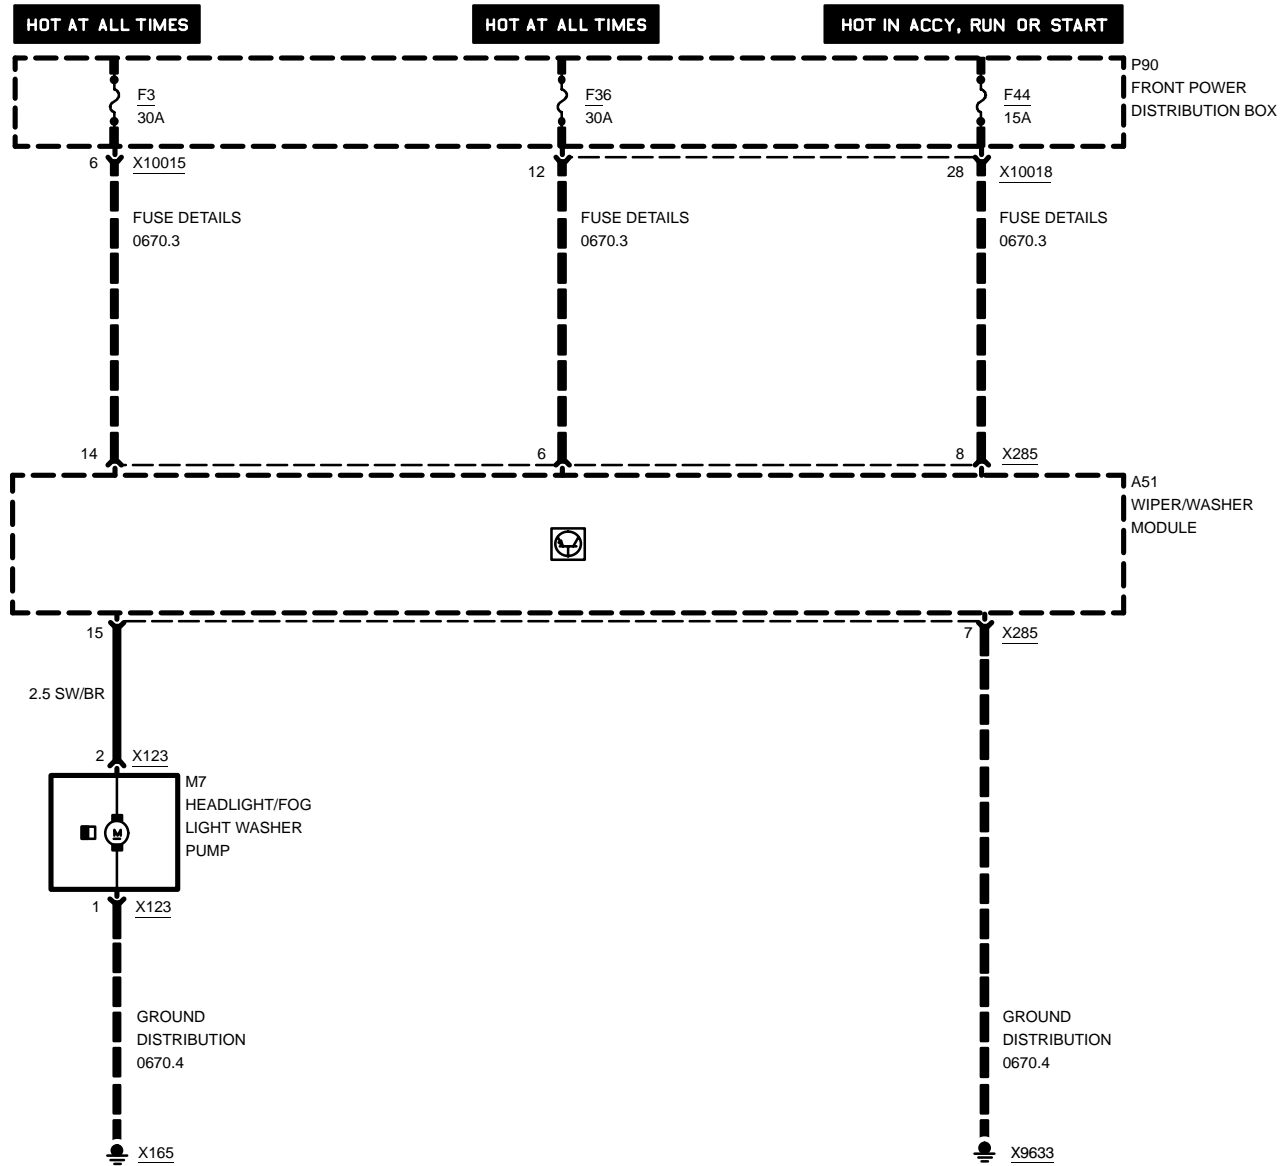 HOT AT ALL TIMES
HOT AT ALL TIMES
HOT IN ACCY, RUN OR START
P90
FRONT POWER
DISTRIBUTION BOX
F3
30A
F36
30A
F44
15A
6
X10015
12
28
X10018
FUSE DETAILS
0670.3
FUSE DETAILS
0670.3
FUSE DETAILS
0670.3
14
6
8
X285
A51
WIPER/WASHER
MODULE
15
7
X285
2.5 SW/BR
2
X123
M7
HEADLIGHT/FOG
LIGHT WASHER
PUMP
M
1
X123
GROUND
DISTRIBUTION
0670.4
GROUND
DISTRIBUTION
0670.4
X165
X9633